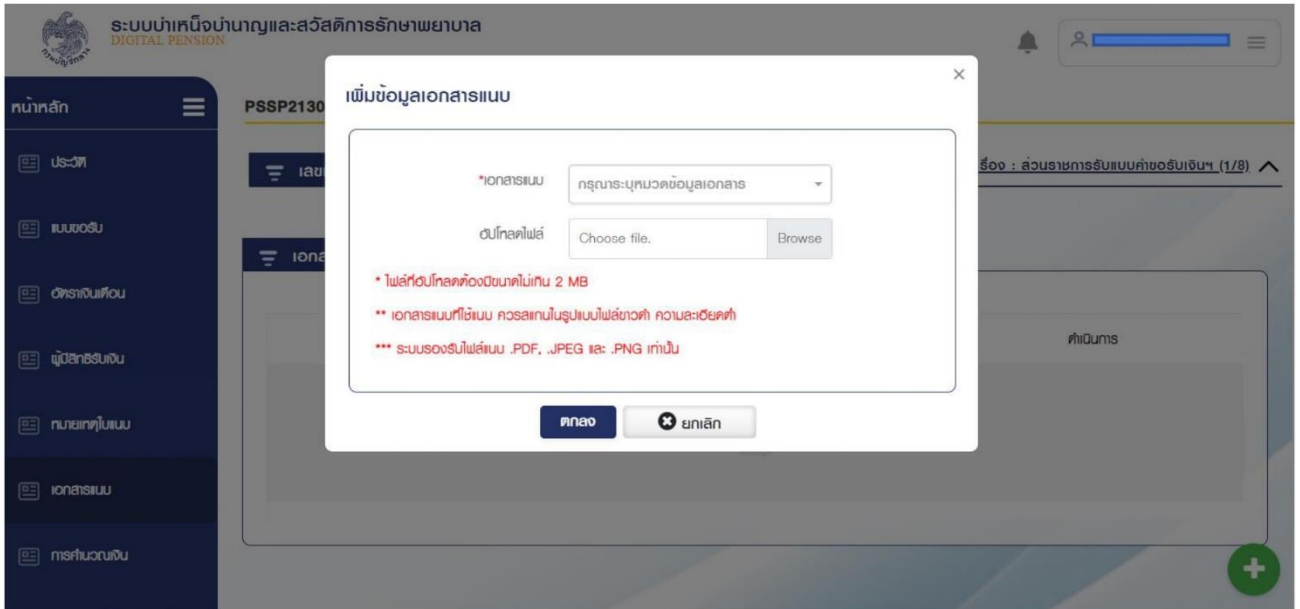 ระบบบำเหน็จบำนาญและสวัสดิการรักษาพยาบาล
DIGITAL PENSION
กรมบัญชีกลาง
หน้าหลัก
ประวัติ
แบบขอรับ
อัตราเงินเดือน
ผู้มีสิทธิรับเงิน
หมายเหตุใบแนบ
เอกสารแนบ
การคำนวณเงิน
PSSP2130
เลข
รื่อง : ส่วนราชการรับแบบคำขอรับเงินฯ (1/8)
เอกส
ดำเนินการ
เพิ่มข้อมูลเอกสารแนบ
*เอกสารแนบ
กรุณาระบุหมวดข้อมูลเอกสาร
อัปโหลดไฟล์
Choose file.
Browse
* ไฟล์ที่อัปโหลดต้องมีขนาดไม่เกิน 2 MB
** เอกสารแนบที่ใช้แนบ ควรสแกนในรูปแบบไฟล์ขาวดำ ความละเอียดต่ำ
*** ระบบรองรับไฟล์แนบ .PDF, .JPEG และ .PNG เท่านั้น
ตกลง
ยกเลิก